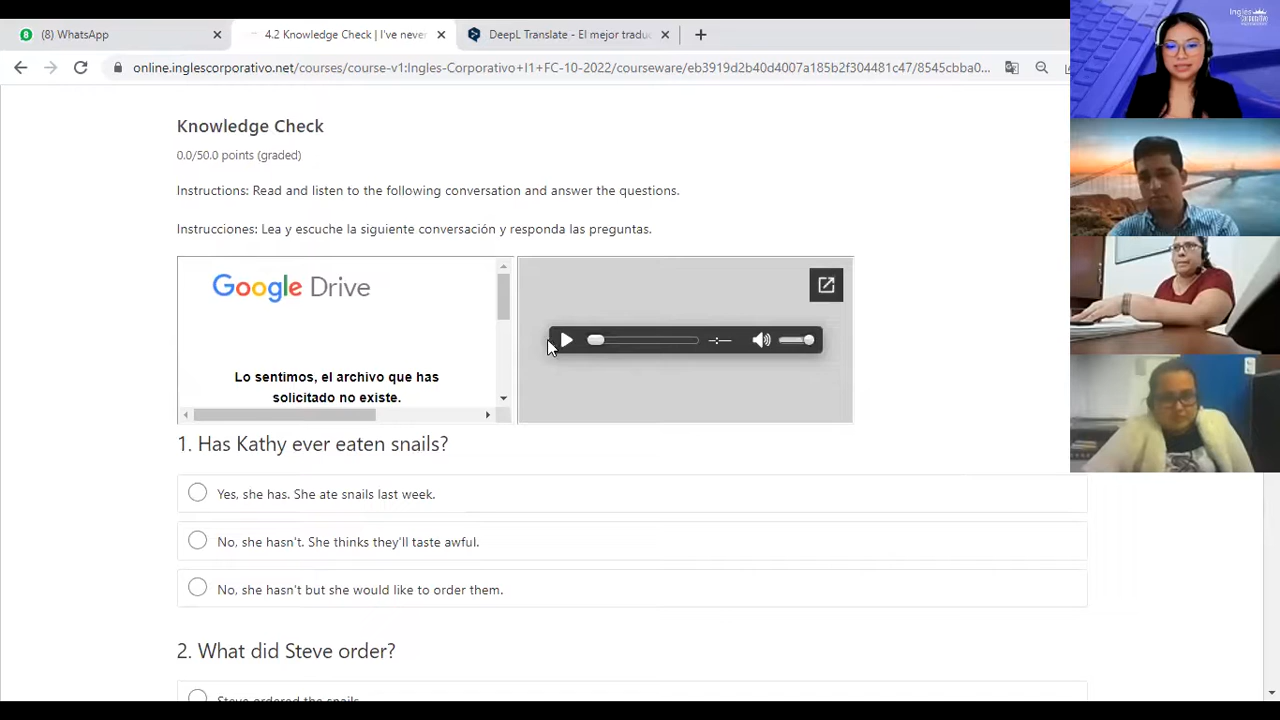 (8) WhatsApp
4.2 Knowledge Check | I've never
DeepL Translate - El mejor tradu
online.inglescorporativo.net/courses/course-v1:Ingles-Corporativo+I1+FC-10-2022/courseware/eb3919d2b40d4007a185b2f304481c47/8545cbba0...
Knowledge Check
0.0/50.0 points (graded)
Instructions: Read and listen to the following conversation and answer the questions.
Instrucciones: Lea y escuche la siguiente conversación y responda las preguntas.
Google Drive
Lo sentimos, el archivo que has
solicitado no existe.
-:--
1. Has Kathy ever eaten snails?
Yes, she has. She ate snails last week.
No, she hasn't. She thinks they'll taste awful.
No, she hasn't but she would like to order them.
2. What did Steve order?
Steve ordered the snails